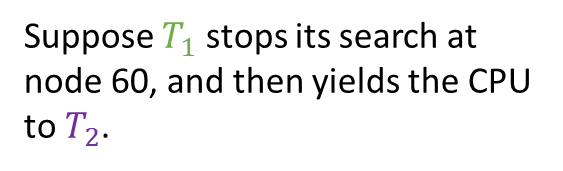 Suppose T₁ stops its search at
node 60, and then yields the CPU
to T₂.